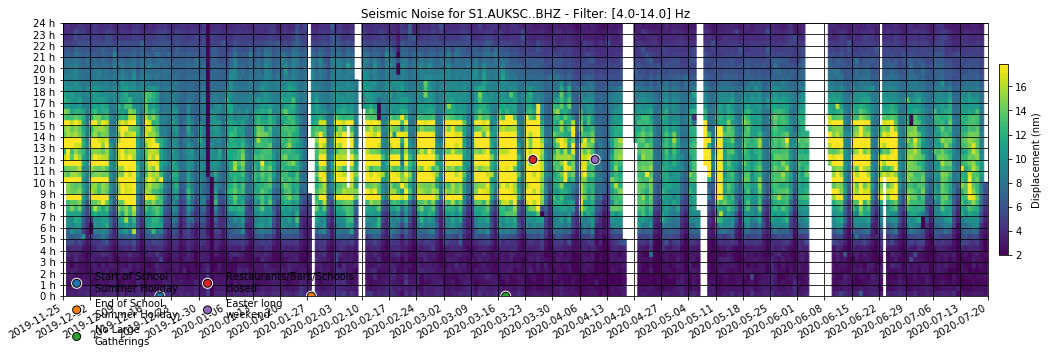 Seismic Noise for S1.AUKSC..BHZ - Filter: [4.0-14.0] Hz
24 h
23 h
22 h
21 h
20 h
19 h
18 h
17 h
16 h
15 h
14 h
13 h
12 h
11 h
10 h
9 h
8 h
7 h
6 h
5 h
4 h
3 h
2 h
1 h
0 h
16
14
12
10
8
6
4
2
Displacement (nm)
Start of School
Summer Holiday
End of School
Summer Holiday
No Large
Gatherings
Restaurants/Bars/Schools
closed
Easter long
weekend
2019-11-25
2020-01-27
2020-02-03
2020-02-10
2020-02-17
2020-02-24
2020-03-02
2020-03-09
2020-03-16
2020-03-23
2020-03-30
2020-04-06
2020-04-13
2020-04-20
2020-04-27
2020-05-04
2020-05-11
2020-05-18
2020-05-25
2020-06-01
2020-06-08
2020-06-15
2020-06-22
2020-06-29
2020-07-06
2020-07-13
2020-07-20